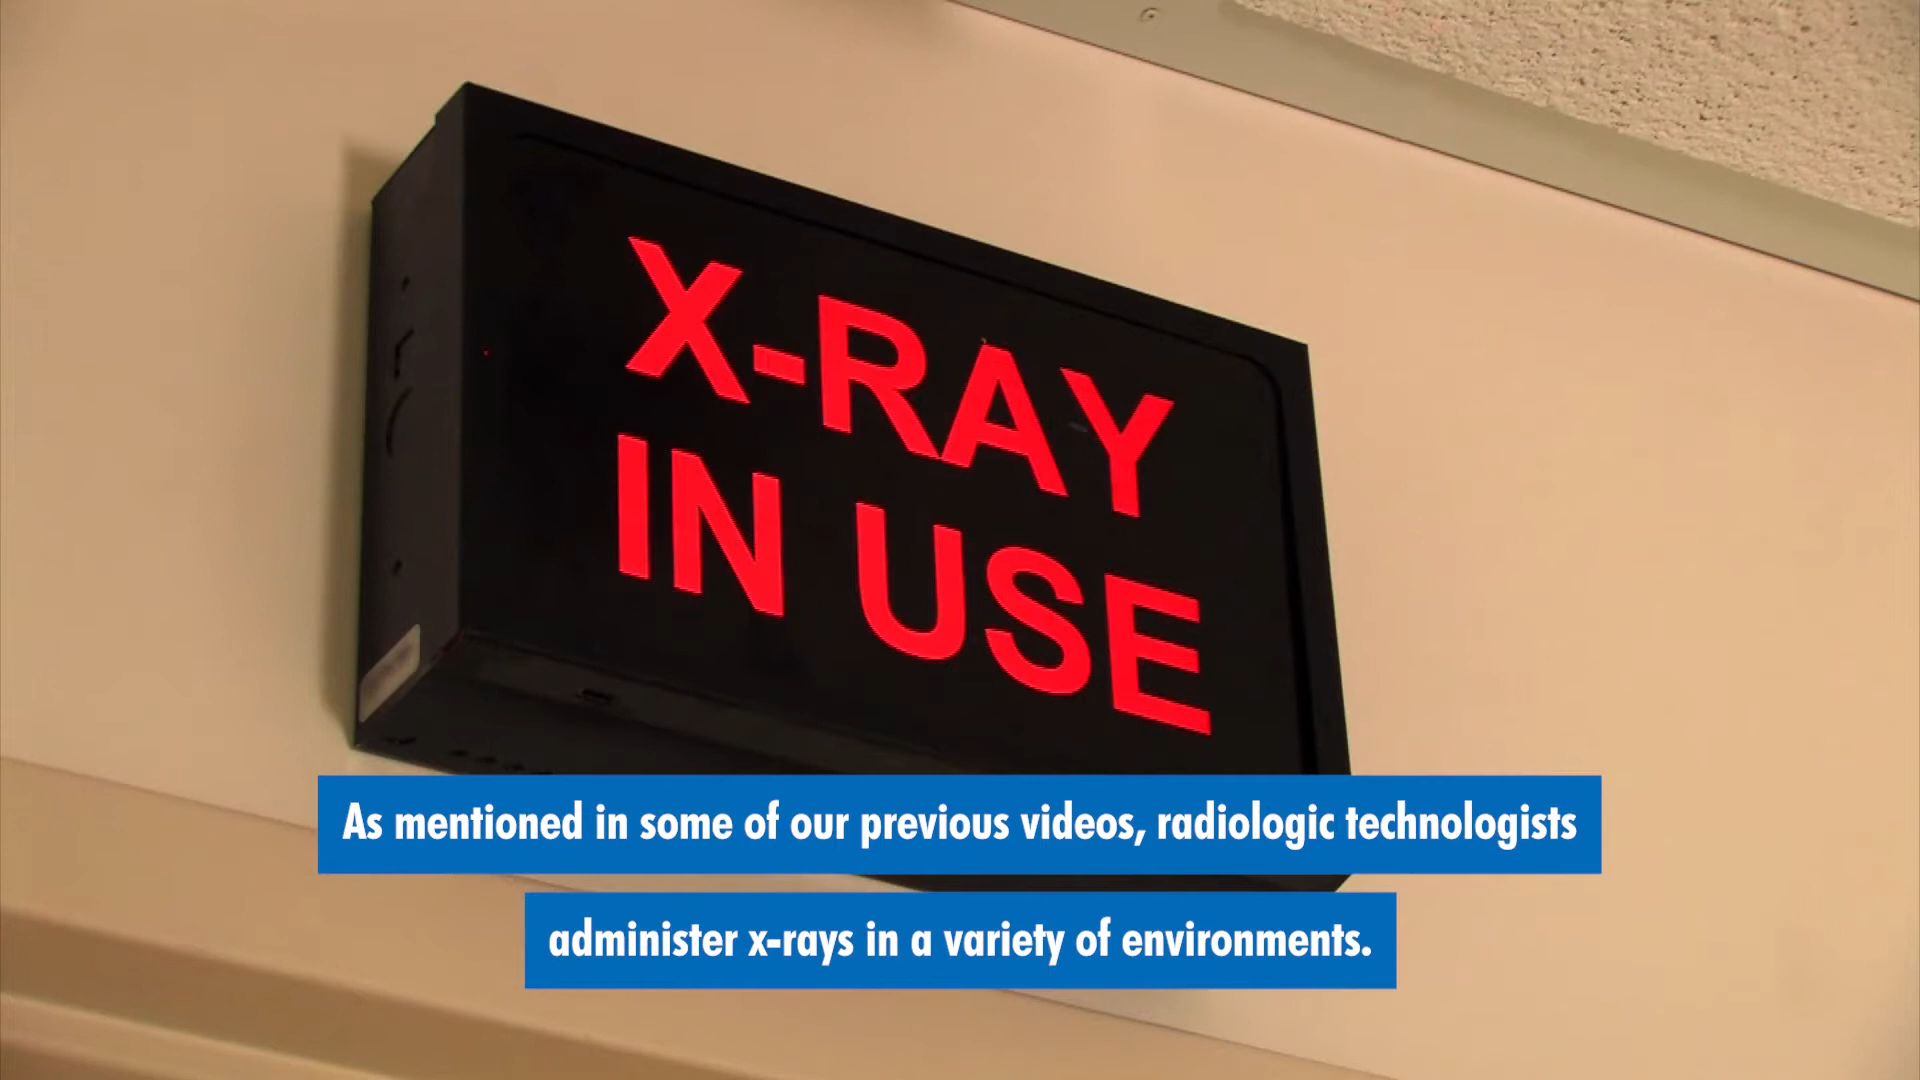 X-RAY
IN USE
As mentioned in some of our previous videos, radiologic technologists
administer x-rays in a variety of environments.